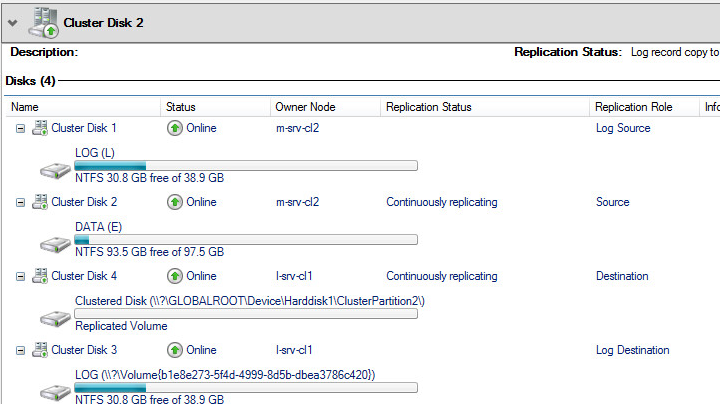 Cluster Disk 2
Description: Replication Status: Log record copy to
Disks (4)
Name Status Owner Node Replication Status Replication Role Info
Cluster Disk 1 Online m-srv-cl2 Log Source
LOG (L)
NTFS 30.8 GB free of 38.9 GB
Cluster Disk 2 Online m-srv-cl2 Continuously replicating Source
DATA (E)
NTFS 93.5 GB free of 97.5 GB
Cluster Disk 4 Online l-srv-cl1 Continuously replicating Destination
Clustered Disk (\\?\GLOBALROOT\Device\Harddisk1\ClusterPartition2\)
Replicated Volume
Cluster Disk 3 Online l-srv-cl1 Log Destination
LOG (\\?\Volume{b1e8e273-5f4d-4999-8d5b-dbea3786c420})
NTFS 30.8 GB free of 38.9 GB